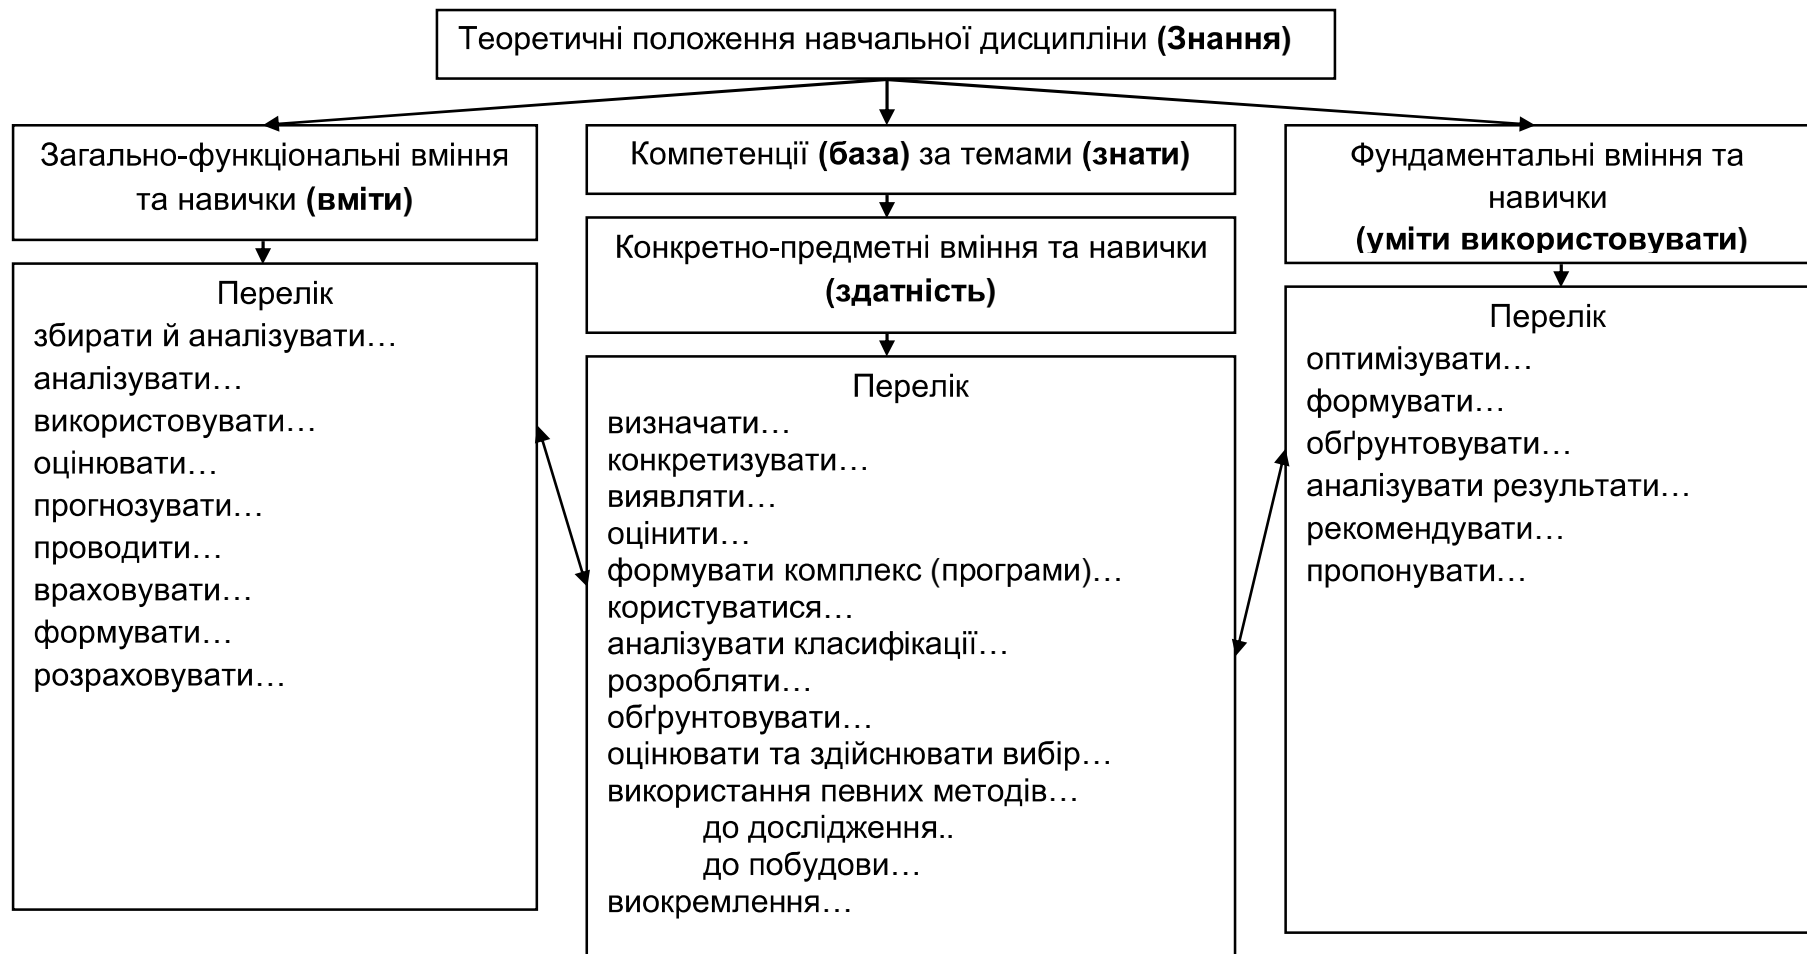 Теоретичні положення навчальної дисципліни (Знання)
Загально-функціональні вміння
та навички (вміти)
Перелік
збирати й аналізувати…
аналізувати…
використовувати…
оцінювати…
прогнозувати…
проводити…
враховувати…
формувати…
розраховувати…
Компетенції (база) за темами (знати)
Конкретно-предметні вміння та навички
(здатність)
Перелік
визначати…
конкретизувати…
виявляти…
оцінити…
формувати комплекс (програми)…
користуватися…
аналізувати класифікації…
розробляти…
обґрунтовувати…
оцінювати та здійснювати вибір…
використання певних методів…
до дослідження..
до побудови…
виокремлення…
Фундаментальні вміння та
навички
(уміти використовувати)
Перелік
оптимізувати…
формувати…
обґрунтовувати…
аналізувати результати…
рекомендувати…
пропонувати…